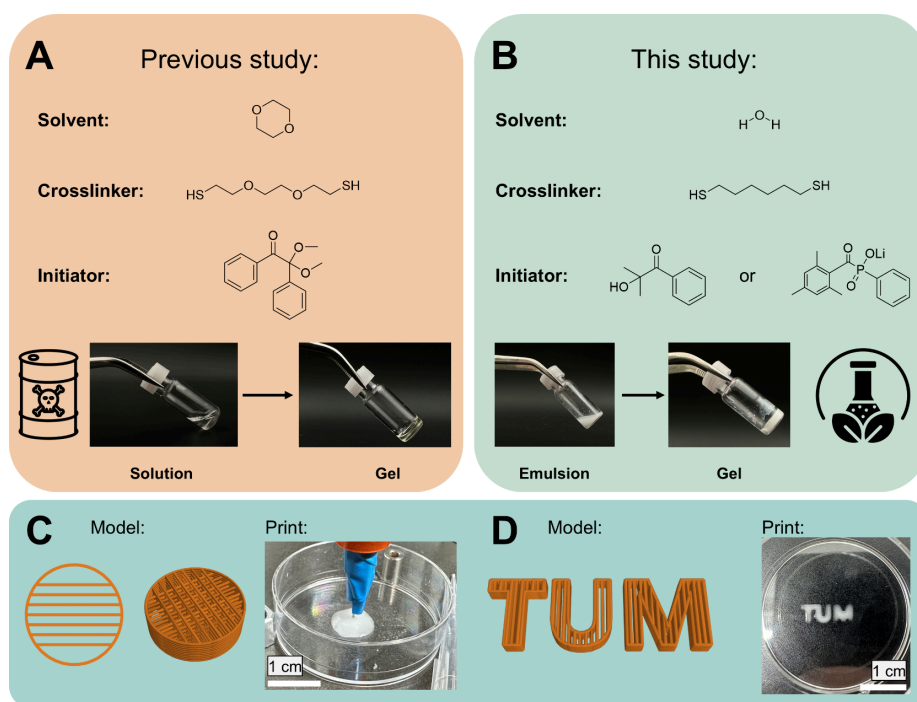 A
Previous study:
Solvent:
O
O
Crosslinker:
HS
O
O
SH
Initiator:
O
O
O
Solution
Gel
B
This study:
Solvent:
H
O
H
Crosslinker:
HS
SH
Initiator:
O
HO
or
O
OLi
P
O
Emulsion
Gel
C
Model:
Print:
1 cm
D
Model:
TUM
Print:
TUM
1 cm